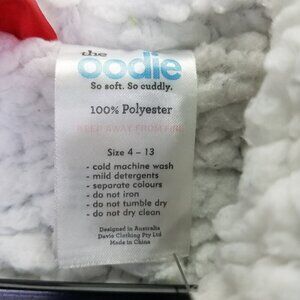 the
oodie
So soft. So cuddly.
100% Polyester
KEEP AWAY FROM FIRE
Size 4 – 13
- cold machine wash
- mild detergents
- separate colours
- do not iron
- do not tumble dry
- do not dry clean
Designed in Australia
Davie Clothing Pty Ltd
Made in China